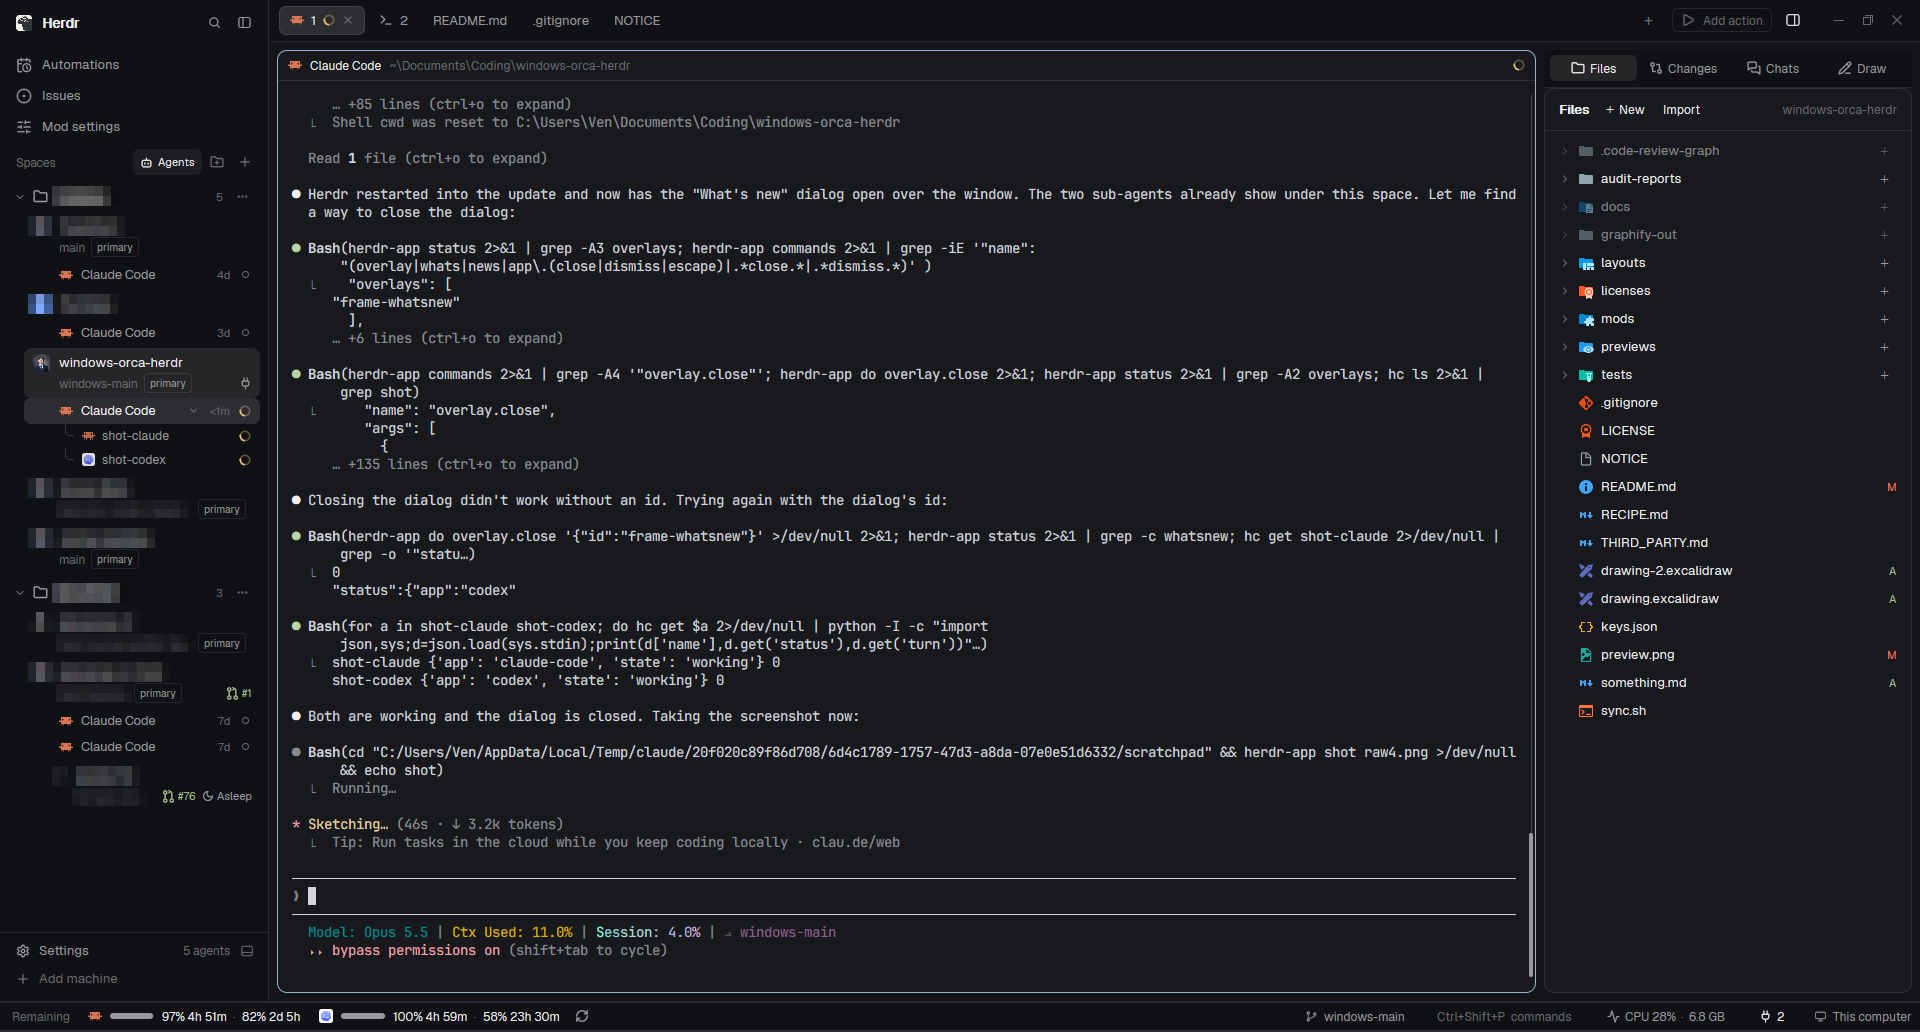 Herdr
Automations
Issues
Mod settings
Spaces
Agents
5
main primary
Claude Code 4d
Claude Code 3d
windows-orca-herdr
windows-main primary
Claude Code <1m
shot-claude
shot-codex
primary
main primary
3
primary
primary #1
Claude Code 7d
Claude Code 7d
#76 Asleep
Settings 5 agents
+ Add machine
1 × >_ 2 README.md .gitignore NOTICE
+ Add action
Claude Code ~\Documents\Coding\windows-orca-herdr
… +85 lines (ctrl+o to expand)
└ Shell cwd was reset to C:\Users\Ven\Documents\Coding\windows-orca-herdr
Read 1 file (ctrl+o to expand)
● Herdr restarted into the update and now has the "What's new" dialog open over the window. The two sub-agents already show under this space. Let me find
a way to close the dialog:
● Bash(herdr-app status 2>&1 | grep -A3 overlays; herdr-app commands 2>&1 | grep -iE '"name":
"(overlay|whats|news|app\.(close|dismiss|escape)|.*close.*|.*dismiss.*)' )
└ "overlays": [
"frame-whatsnew"
],
… +6 lines (ctrl+o to expand)
● Bash(herdr-app commands 2>&1 | grep -A4 '"overlay.close"'; herdr-app do overlay.close 2>&1; herdr-app status 2>&1 | grep -A2 overlays; hc ls 2>&1 |
grep shot)
└ "name": "overlay.close",
"args": [
{
… +135 lines (ctrl+o to expand)
● Closing the dialog didn't work without an id. Trying again with the dialog's id:
● Bash(herdr-app do overlay.close '{"id":"frame-whatsnew"}' >/dev/null 2>&1; herdr-app status 2>&1 | grep -c whatsnew; hc get shot-claude 2>/dev/null |
grep -o '"statu…)
└ 0
"status":{"app":"codex"
● Bash(for a in shot-claude shot-codex; do hc get $a 2>/dev/null | python -I -c "import
json,sys;d=json.load(sys.stdin);print(d['name'],d.get('status'),d.get('turn'))"…)
└ shot-claude {'app': 'claude-code', 'state': 'working'} 0
shot-codex {'app': 'codex', 'state': 'working'} 0
● Both are working and the dialog is closed. Taking the screenshot now:
● Bash(cd "C:/Users/Ven/AppData/Local/Temp/claude/20f020c89f86d708/6d4c1789-1757-47d3-a8da-07e0e51d6332/scratchpad" && herdr-app shot raw4.png >/dev/null
&& echo shot)
└ Running…
* Sketching… (46s · ↓ 3.2k tokens)
└ Tip: Run tasks in the cloud while you keep coding locally · clau.de/web
❯
Model: Opus 5.5 | Ctx Used: 11.0% | Session: 4.0% | windows-main
bypass permissions on (shift+tab to cycle)
Files Changes Chats Draw
Files + New Import windows-orca-herdr
.code-review-graph +
audit-reports +
docs +
graphify-out +
layouts +
licenses +
mods +
previews +
tests +
.gitignore
LICENSE
NOTICE
README.md M
RECIPE.md
THIRD_PARTY.md
drawing-2.excalidraw A
drawing.excalidraw A
keys.json
preview.png M
something.md A
sync.sh
Remaining 97% 4h 51m · 82% 2d 5h 100% 4h 59m · 58% 23h 30m
windows-main Ctrl+Shift+P commands CPU 28% · 6.8 GB 2 This computer